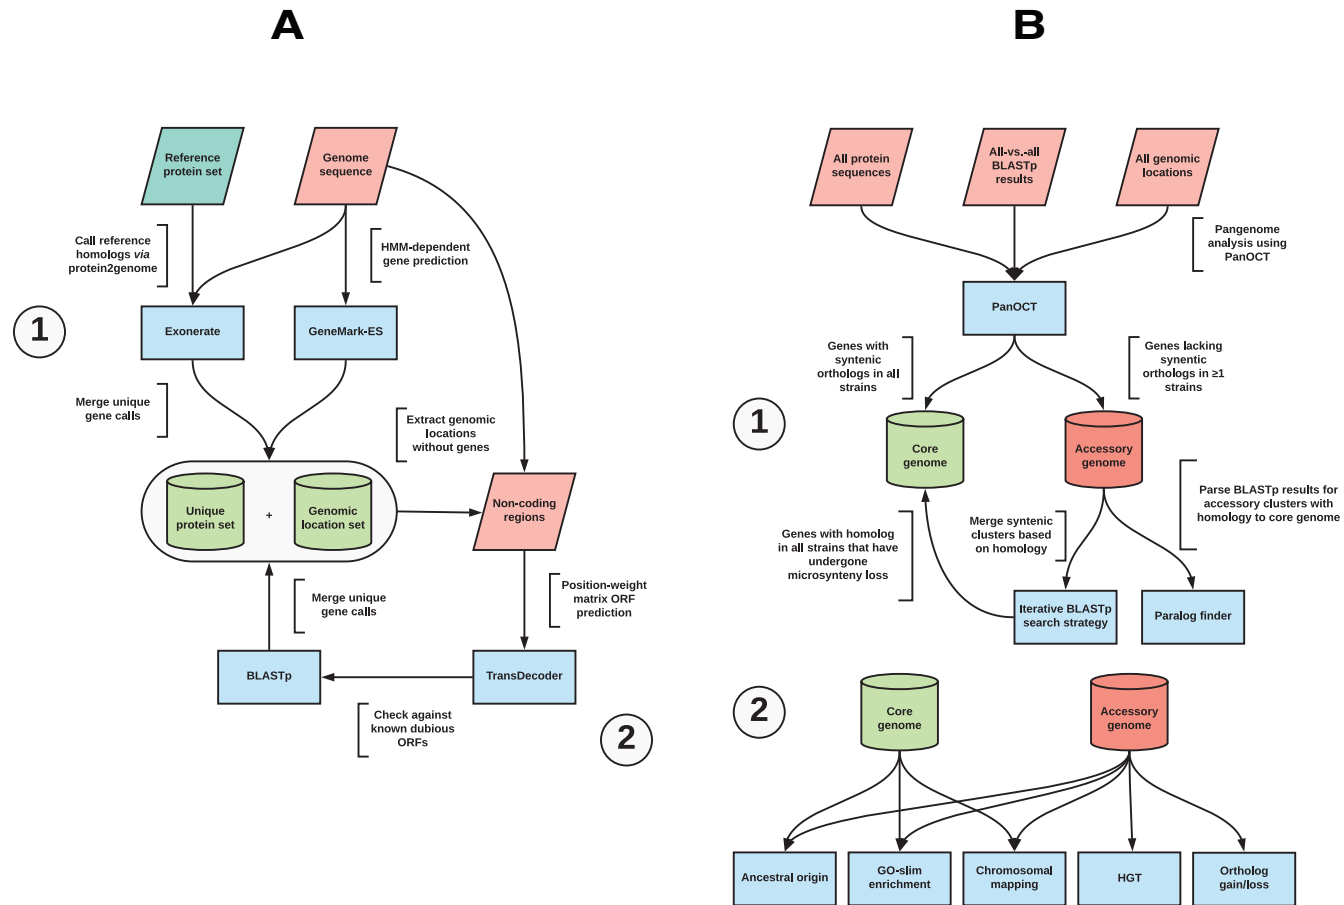 A
Reference
protein set
Genome
sequence
Call reference
homologs via
protein2genome
HMM-dependent
gene prediction
1
Exonerate
GeneMark-ES
Merge unique
gene calls
Extract genomic
locations
without genes
Unique
protein set
+
Genomic
location set
Non-coding
regions
Merge unique
gene calls
Position-weight
matrix ORF
prediction
BLASTp
TransDecoder
Check against
known dubious
ORFs
2
B
All protein
sequences
All-vs.-all
BLASTp
results
All genomic
locations
Pangenome
analysis using
PanOCT
PanOCT
Genes with
syntenic
orthologs in all
strains
Genes lacking
synentic
orthologs in ≥1
strains
1
Core
genome
Accessory
genome
Genes with homolog
in all strains that have
undergone
microsynteny loss
Merge syntenic
clusters based
on homology
Parse BLASTp results for
accessory clusters with
homology to core genome
Iterative BLASTp
search strategy
Paralog finder
2
Core
genome
Accessory
genome
Ancestral origin
GO-slim
enrichment
Chromosomal
mapping
HGT
Ortholog
gain/loss